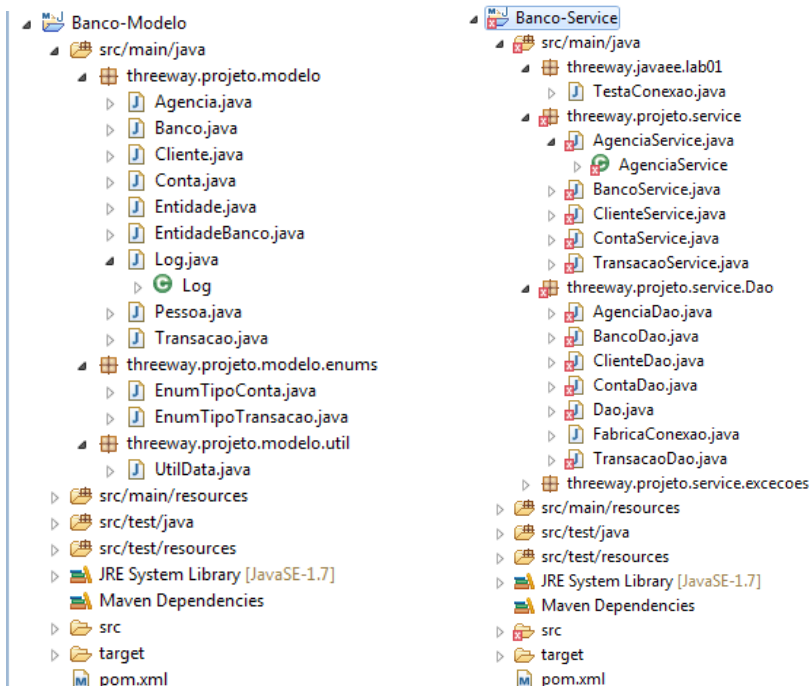 Banco-Modelo
src/main/java
threeway.projeto.modelo
Agencia.java
Banco.java
Cliente.java
Conta.java
Entidade.java
EntidadeBanco.java
Log.java
Log
Pessoa.java
Transacao.java
threeway.projeto.modelo.enums
EnumTipoConta.java
EnumTipoTransacao.java
threeway.projeto.modelo.util
UtilData.java
src/main/resources
src/test/java
src/test/resources
JRE System Library [JavaSE-1.7]
Maven Dependencies
src
target
pom.xml
Banco-Service
src/main/java
threeway.javaee.lab01
TestaConexao.java
threeway.projeto.service
AgenciaService.java
AgenciaService
BancoService.java
ClienteService.java
ContaService.java
TransacaoService.java
threeway.projeto.service.Dao
AgenciaDao.java
BancoDao.java
ClienteDao.java
ContaDao.java
Dao.java
FabricaConexao.java
TransacaoDao.java
threeway.projeto.service.excecoes
src/main/resources
src/test/java
src/test/resources
JRE System Library [JavaSE-1.7]
Maven Dependencies
src
target
pom.xml